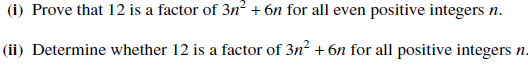 (i) Prove that 12 is a factor of 3n² + 6n for all even positive integers n.
(ii) Determine whether 12 is a factor of 3n² + 6n for all positive integers n.